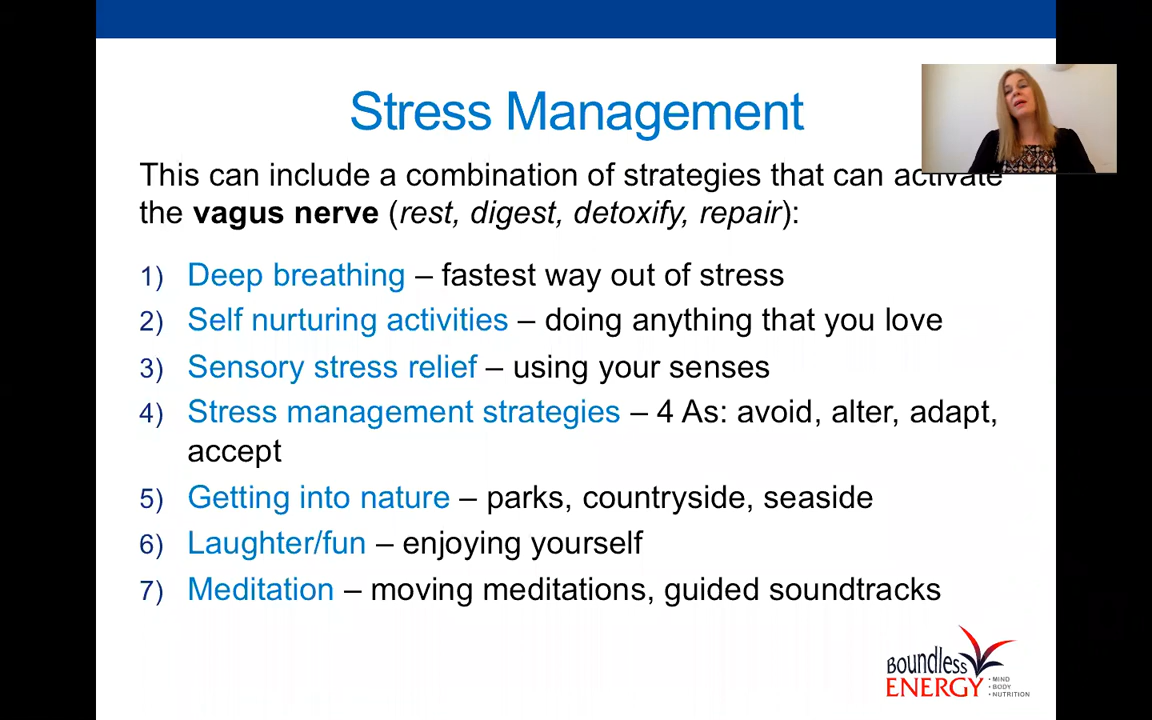 Stress Management
This can include a combination of strategies that can activate
the vagus nerve (rest, digest, detoxify, repair):
1) Deep breathing – fastest way out of stress
2) Self nurturing activities – doing anything that you love
3) Sensory stress relief – using your senses
4) Stress management strategies – 4 As: avoid, alter, adapt,
accept
5) Getting into nature – parks, countryside, seaside
6) Laughter/fun – enjoying yourself
7) Meditation – moving meditations, guided soundtracks
Boundless
ENERGY
• MIND
• BODY
• NUTRITION